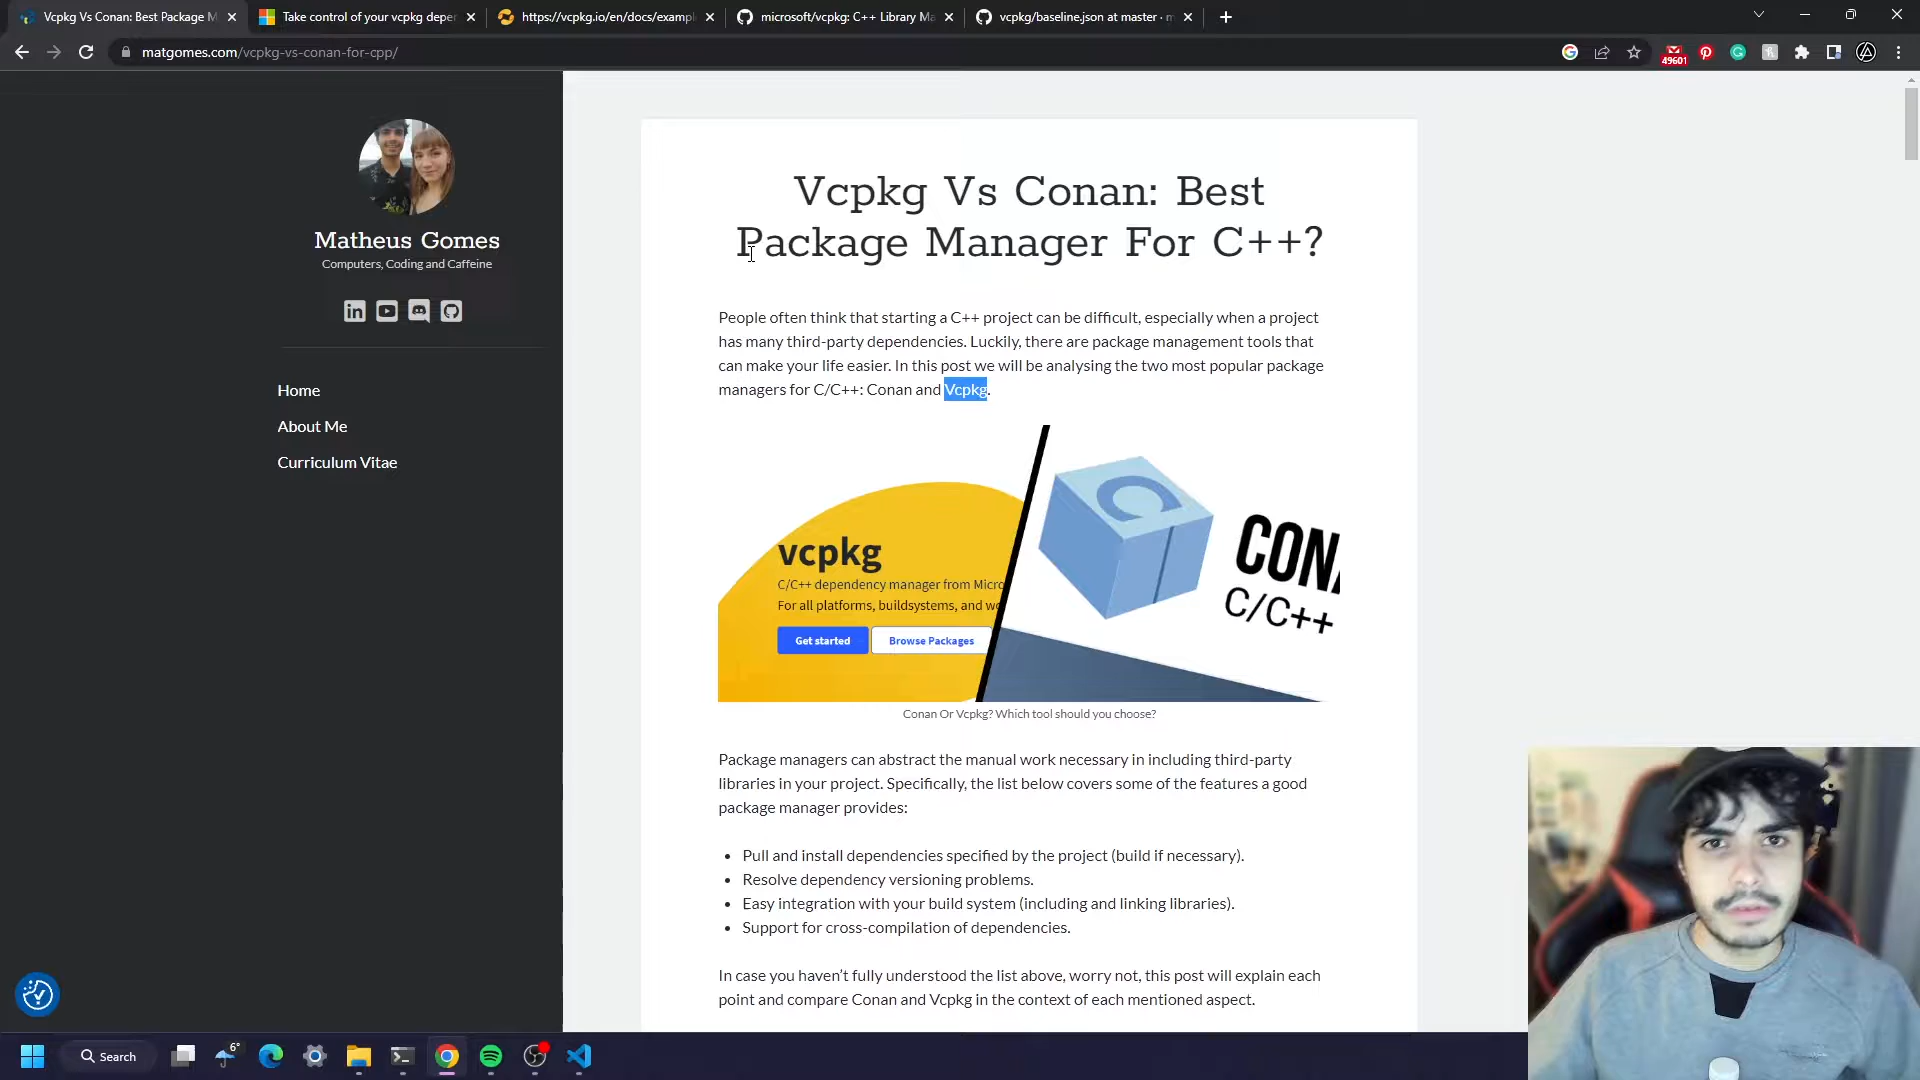 Vcpkg Vs Conan: Best Package M
Take control of your vcpkg deper
https://vcpkg.io/en/docs/exampl
microsoft/vcpkg: C++ Library Ma
vcpkg/baseline.json at master · m
matgomes.com/vcpkg-vs-conan-for-cpp/
49601
Matheus Gomes
Computers, Coding and Caffeine
Home
About Me
Curriculum Vitae
Vcpkg Vs Conan: Best
Package Manager For C++?
People often think that starting a C++ project can be difficult, especially when a project
has many third-party dependencies. Luckily, there are package management tools that
can make your life easier. In this post we will be analysing the two most popular package
managers for C/C++: Conan and Vcpkg.
vcpkg
C/C++ dependency manager from Micro
For all platforms, buildsystems, and wo
Get started
Browse Packages
CONA
C/C++
Conan Or Vcpkg? Which tool should you choose?
Package managers can abstract the manual work necessary in including third-party
libraries in your project. Specifically, the list below covers some of the features a good
package manager provides:
• Pull and install dependencies specified by the project (build if necessary).
• Resolve dependency versioning problems.
• Easy integration with your build system (including and linking libraries).
• Support for cross-compilation of dependencies.
In case you haven’t fully understood the list above, worry not, this post will explain each
point and compare Conan and Vcpkg in the context of each mentioned aspect.
Search
6°